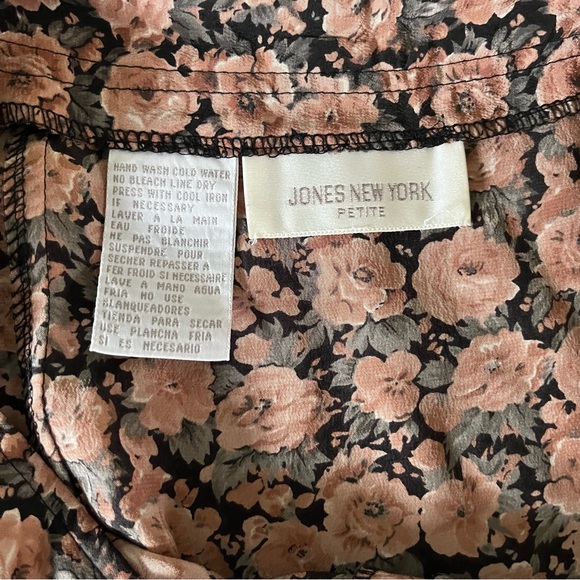 HAND WASH COLD WATER
NO BLEACH LINE DRY
PRESS WITH COOL IRON
IF NECESSARY
LAVER A LA MAIN
EAU FROIDE
NE PAS BLANCHIR
SUSPENDRE POUR
SECHER REPASSER A
FER FROID SI NECESSAIRE
LAVE A MANO AGUA
FRIA NO USE
BLANQUEADORES
TIENDA PARA SECAR
USE PLANCHA FRIA
SI ES NECESARIO
JONES NEW YORK
PETITE